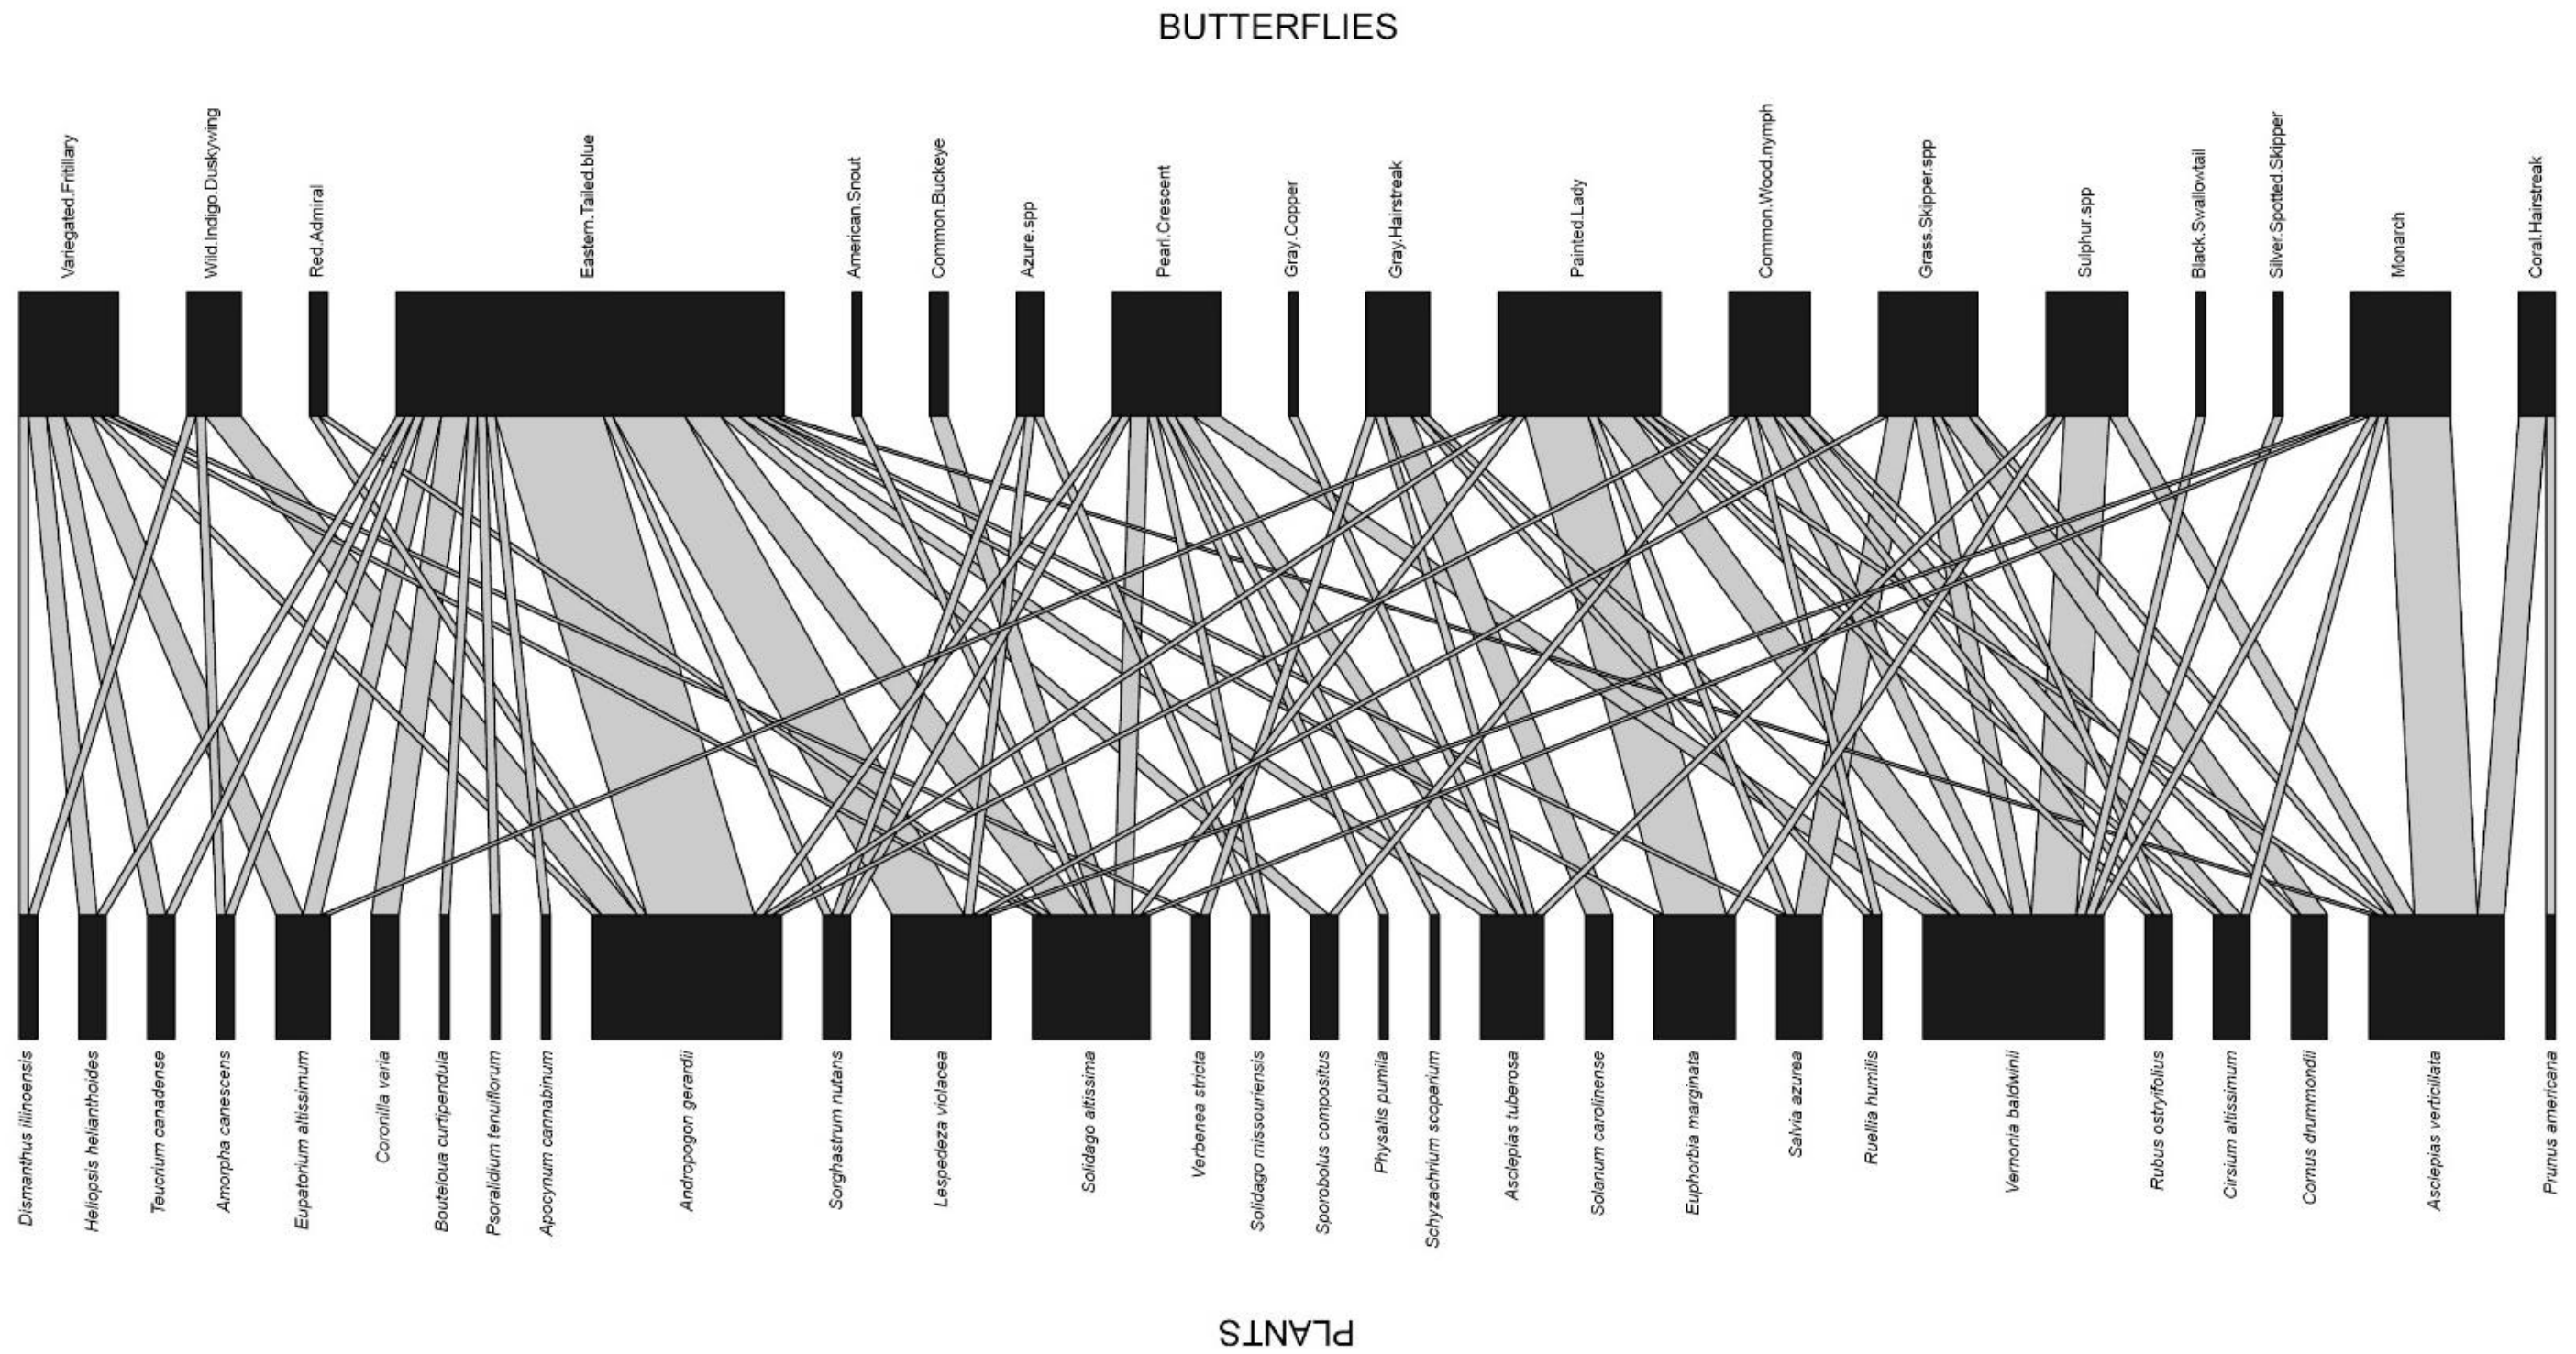 BUTTERFLIES
Variegated.Fritillary
Wild.Indigo.Duskywing
Red.Admiral
Eastern.Tailed.blue
American.Snout
Common.Buckeye
Azure.spp
Pearl.Crescent
Gray.Copper
Gray.Hairstreak
Painted.Lady
Common.Wood.nymph
Grass.Skipper.spp
Sulphur.spp
Black.Swallowtail
Silver.Spotted.Skipper
Monarch
Coral.Hairstreak
Dismanthus illinoensis
Heliopsis helianthoides
Teucrium canadense
Amorpha canescens
Eupatorium altissimum
Coronilla varia
Bouteloua curtipendula
Psoralidium tenuiflorum
Apocynum cannabinum
Andropogon gerardii
Sorghastrum nutans
Lespedeza violacea
Solidago altissima
Verbenea stricta
Solidago missouriensis
Sporobolus compositus
Physalis pumila
Schyzachrium scoparium
Asclepias tuberosa
Solanum carolinense
Euphorbia marginata
Salvia azurea
Ruellia humilis
Vernonia baldwinii
Rubus ostryifolius
Cirsium altissimum
Cornus drummondii
Asclepias verticillata
Prunus americana
PLANTS